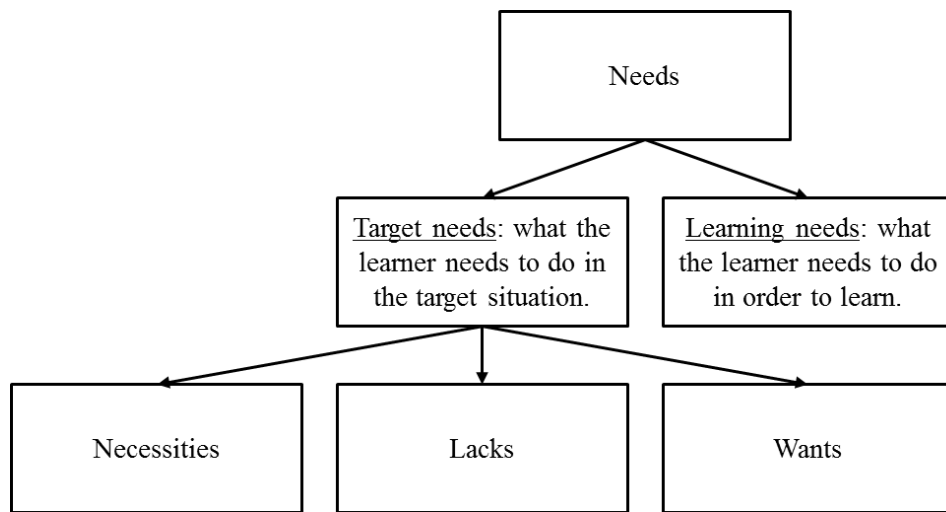 Needs
Target needs: what the
learner needs to do in
the target situation.
Learning needs: what
the learner needs to do
in order to learn.
Necessities
Lacks
Wants